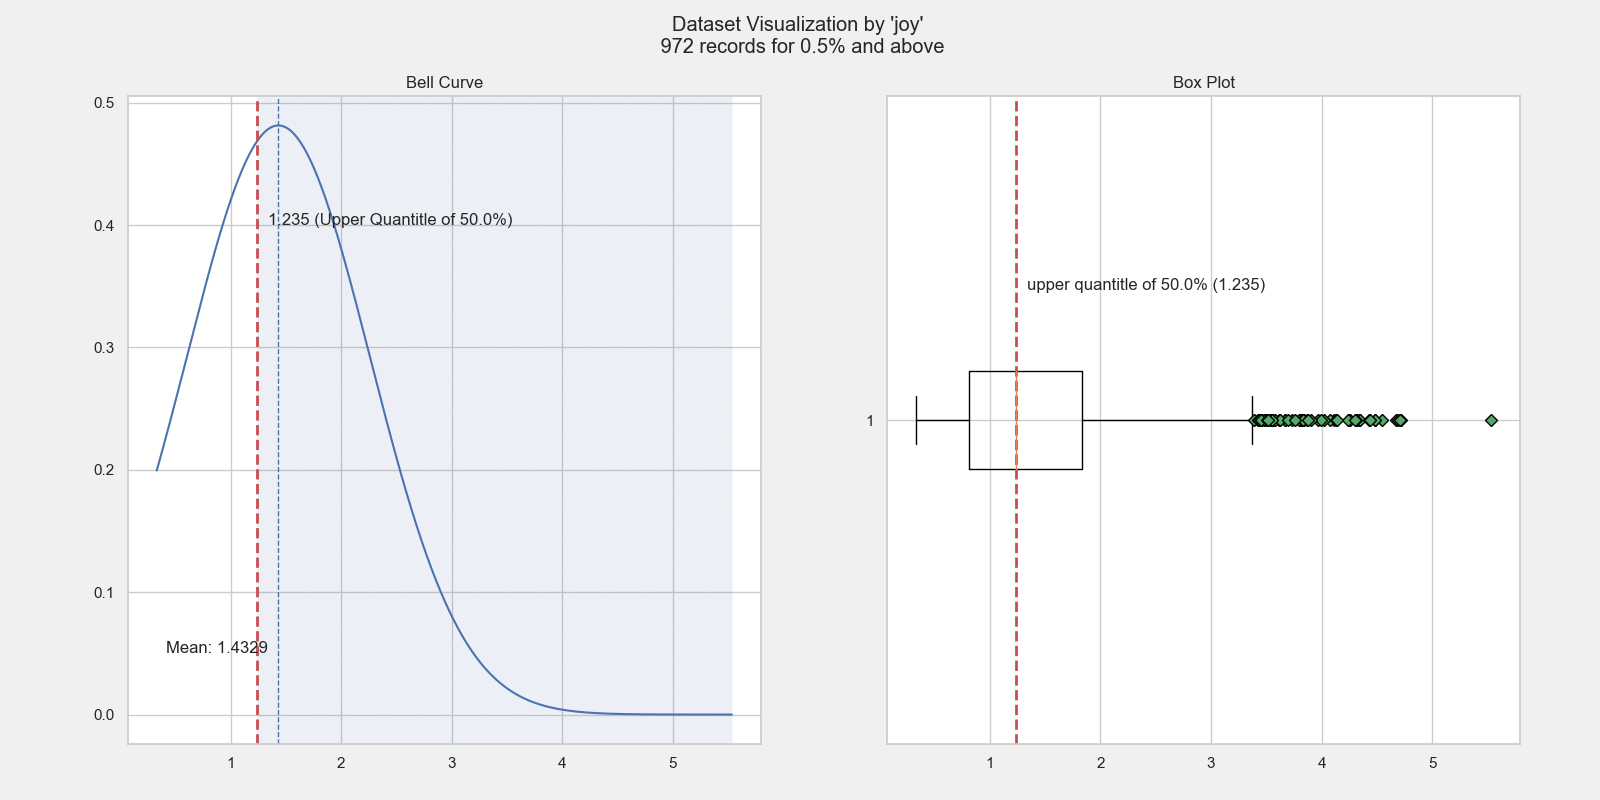 Dataset Visualization by 'joy'
972 records for 0.5% and above
Bell Curve
0.5
0.4
0.3
0.2
0.1
0.0
1.235 (Upper Quantitle of 50.0%)
Mean: 1.4329
1 2 3 4 5
Box Plot
upper quantitle of 50.0% (1.235)
1
1 2 3 4 5